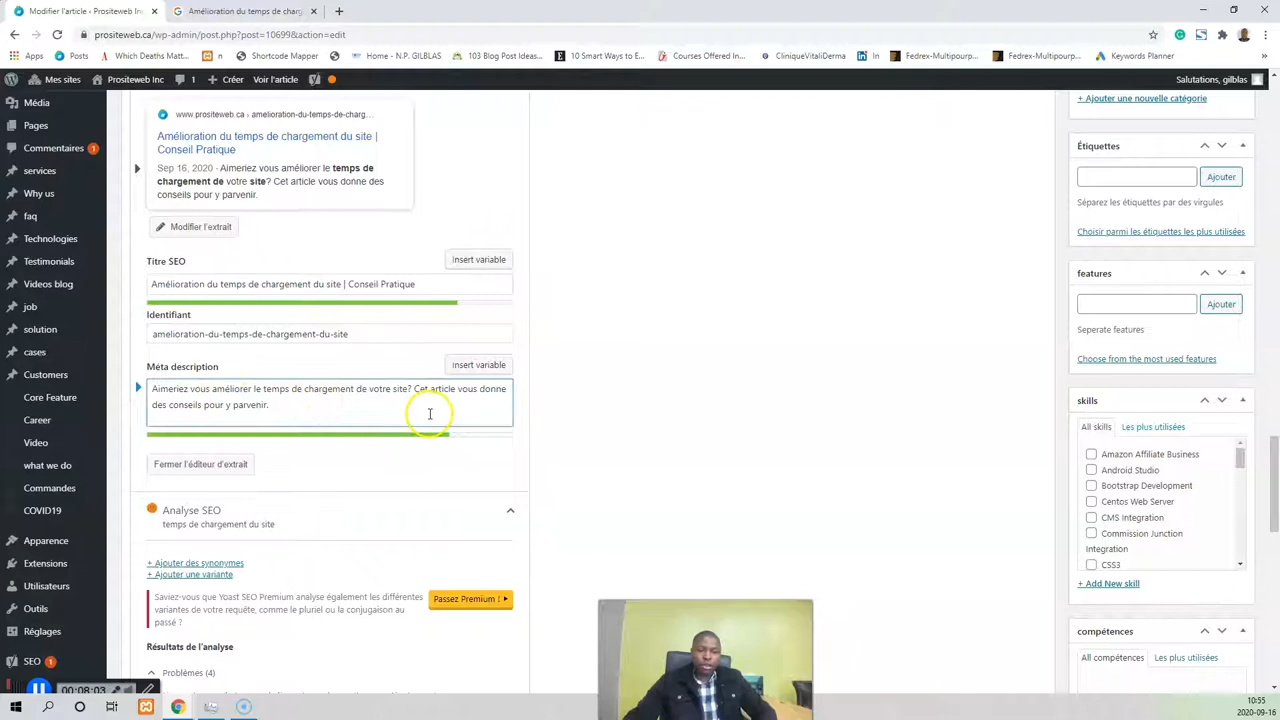 Modifier l'article ‹ Prositeweb Inc
Amélioration du temps de charg
prositeweb.ca/wp-admin/post.php?post=10699&action=edit
Apps
Posts
Which Deaths Matt...
n
Shortcode Mapper
Home - N.P. GILBLAS
103 Blog Post Ideas...
10 Smart Ways to E...
Courses Offered In...
CliniqueVitaliDerma
In
Fedrex-Multipourp...
Fedrex-Multipourp...
Keywords Planner
Mes sites
Prositeweb Inc
1
Créer
Voir l'article
Salutations, gilblas
Média
Pages
Commentaires 1
services
Why us
faq
Technologies
Testimonials
Videos blog
job
solution
cases
Customers
Core Feature
Career
Video
what we do
Commandes
COVID19
Apparence
Extensions
Utilisateurs
Outils
Réglages
SEO 1
www.prositeweb.ca › amelioration-du-temps-de-charg...
Amélioration du temps de chargement du site |
Conseil Pratique
Sep 16, 2020 · Aimeriez vous améliorer le temps de
chargement de votre site? Cet article vous donne des
conseils pour y parvenir.
Modifier l'extrait
Titre SEO
Insert variable
Amélioration du temps de chargement du site | Conseil Pratique
Identifiant
amelioration-du-temps-de-chargement-du-site
Méta description
Insert variable
Aimeriez vous améliorer le temps de chargement de votre site? Cet article vous donne
des conseils pour y parvenir.
Fermer l'éditeur d'extrait
Analyse SEO
temps de chargement du site
+ Ajouter des synonymes
+ Ajouter une variante
Saviez-vous que Yoast SEO Premium analyse également les différentes
variantes de votre requête, comme le pluriel ou la conjugaison au
passé ?
Passez Premium !
Résultats de l'analyse
Problèmes (4)
+ Ajouter une nouvelle catégorie
Étiquettes
Ajouter
Séparez les étiquettes par des virgules
Choisir parmi les étiquettes les plus utilisées
features
Ajouter
Seperate features
Choose from the most used features
skills
All skills
Les plus utilisées
Amazon Affiliate Business
Android Studio
Bootstrap Development
Centos Web Server
CMS Integration
Commission Junction
Integration
CSS3
+ Add New skill
compétences
All compétences
Les plus utilisées
00:08:03
10:55
2020-09-16